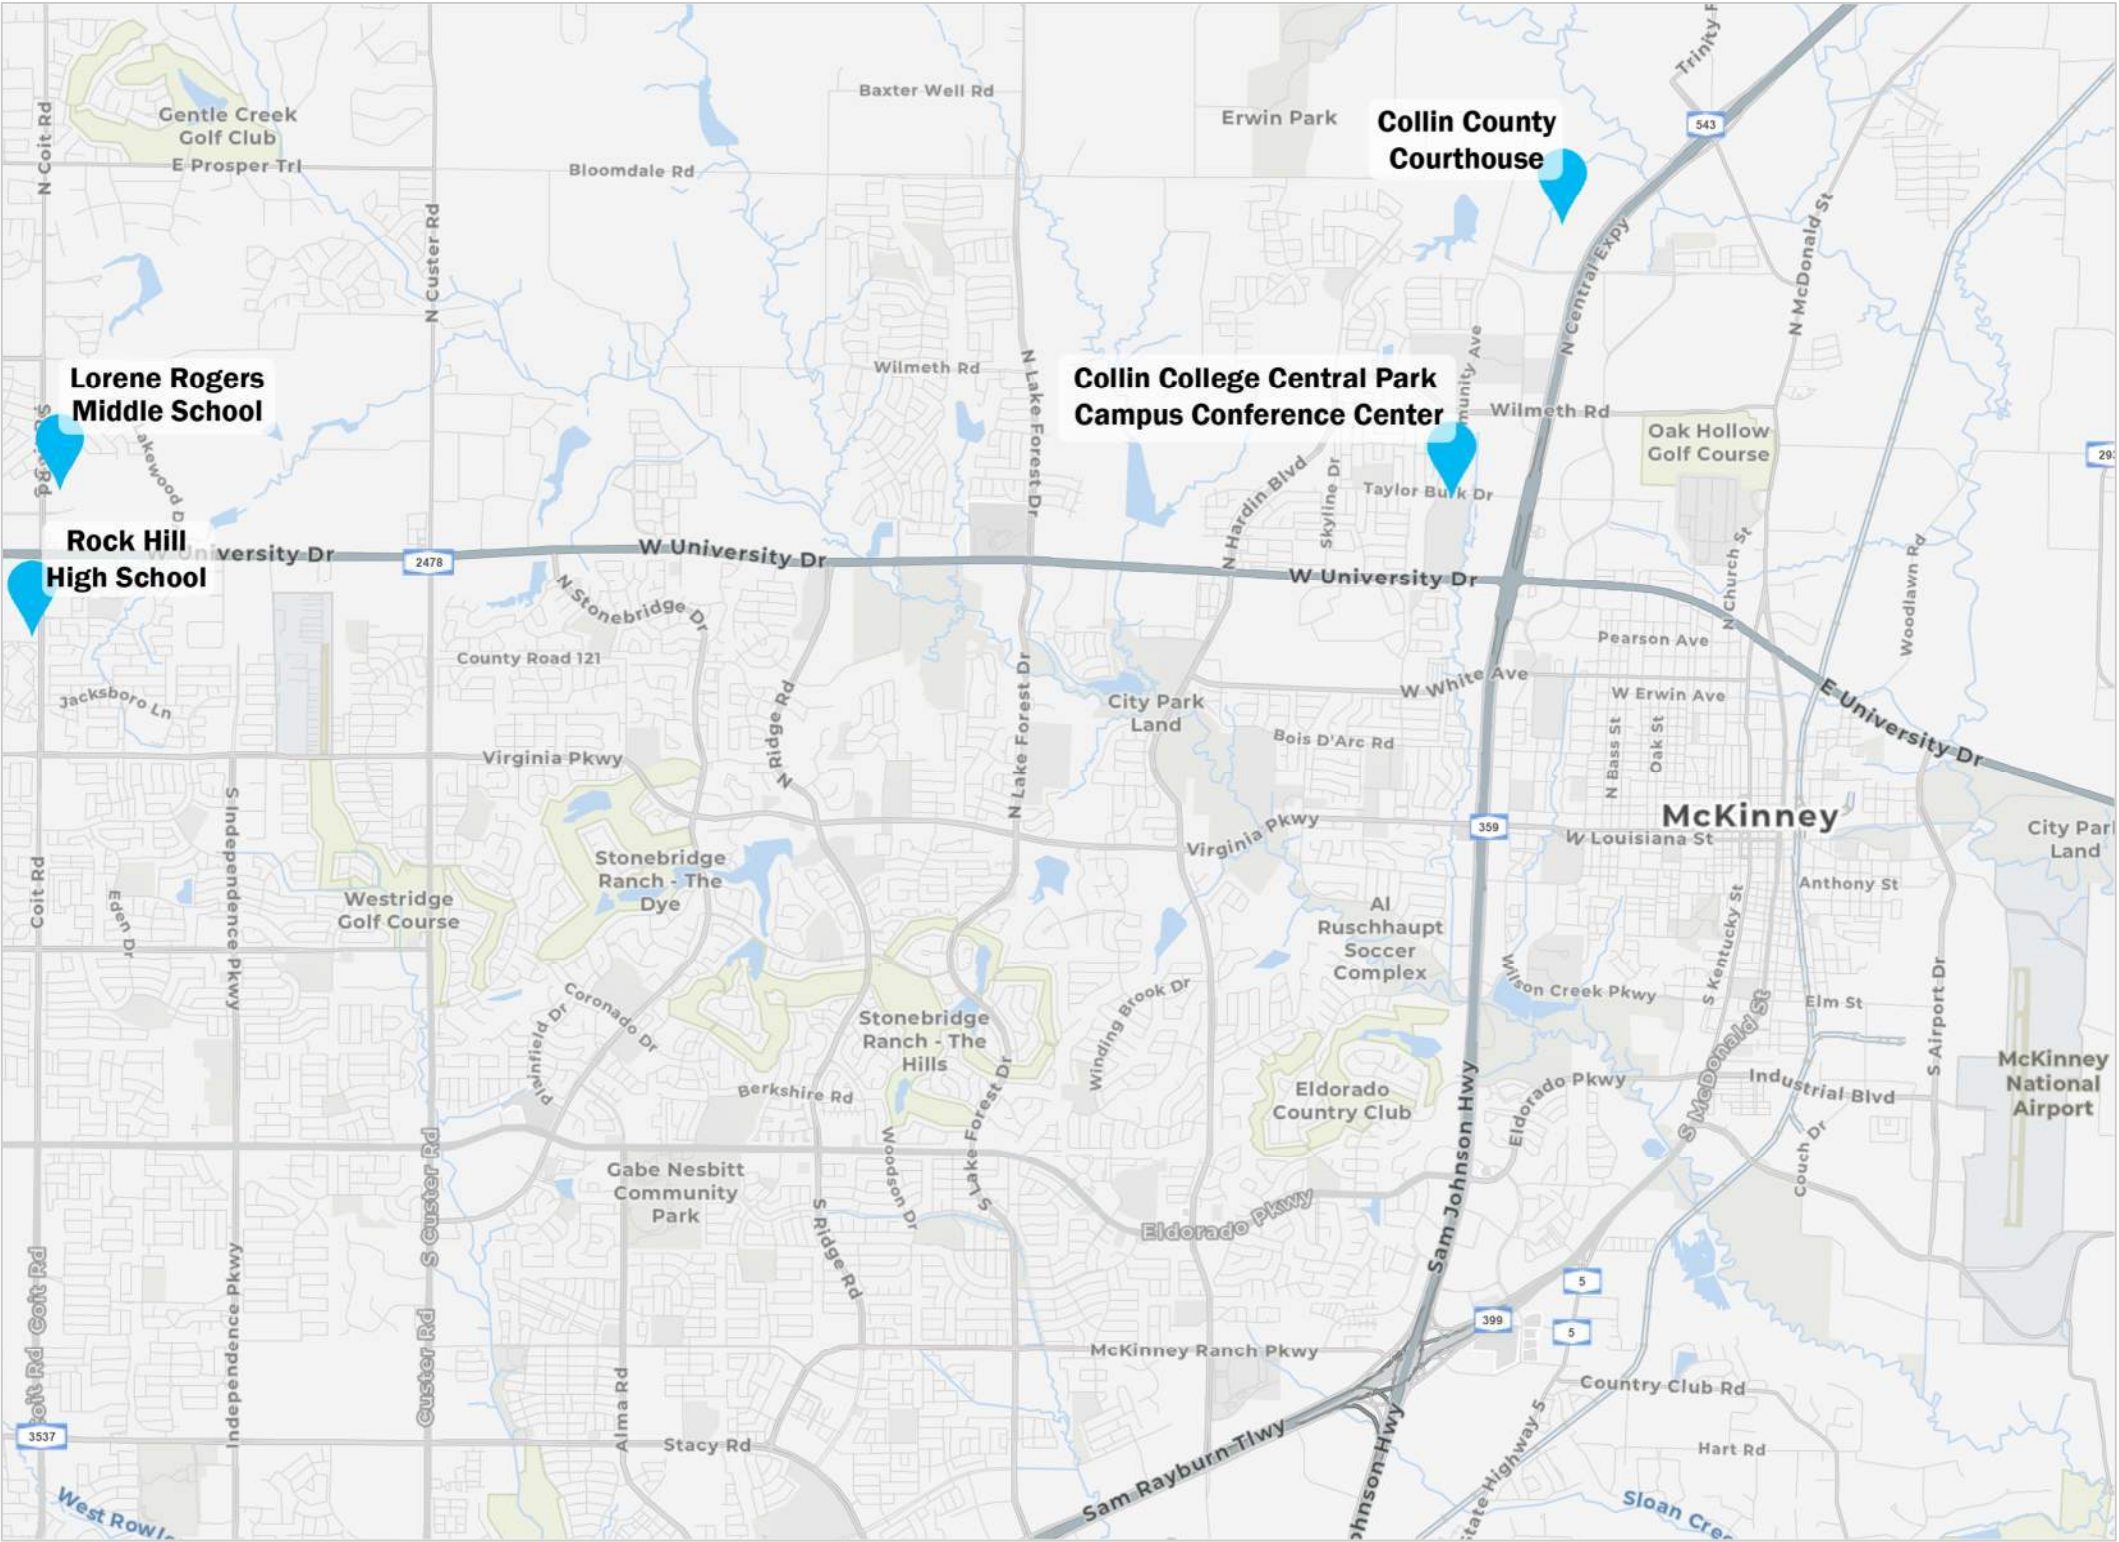 Trinity
543
Baxter Well Rd
N Coit Rd
Gentle Creek
Golf Club
Erwin Park
Collin County
Courthouse
E Prosper Trl
Bloomdale Rd
N Custer Rd
N McDonald St
N Central Expy
Lorene Rogers
Middle School
Wilmeth Rd
N Lake Forest Dr
Collin College Central Park
Campus Conference Center
Wilmeth Rd
Oak Hollow
Golf Course
N Hardin Blvd
Skyline Dr
Taylor Burk Dr
Rock Hill
High School
University Dr
2478
W University Dr
W University Dr
N Church St
Woodlawn Rd
N Stonebridge Dr
County Road 121
Pearson Ave
W White Ave
W Erwin Ave
E University Dr
Jacksboro Ln
N Ridge Rd
N Lake Forest Dr
City Park
Land
Bois D'Arc Rd
N Bass St
Oak St
Virginia Pkwy
S Independence Pkwy
Virginia Pkwy
359
McKinney
W Louisiana St
City Park
Land
Coit Rd
Eden Dr
Westridge
Golf Course
Stonebridge
Ranch - The
Dye
Al
Ruschhaupt
Soccer
Complex
Anthony St
S Kentucky St
Wilson Creek Pkwy
Elm St
S Airport Dr
Plainfield Dr
Coronado Dr
Stonebridge
Ranch - The
Hills
Winding Brook Dr
Berkshire Rd
S Lake Forest Dr
Eldorado
Country Club
Sam Johnson Hwy
Eldorado Pkwy
S McDonald St
Industrial Blvd
McKinney
National
Airport
S Custer Rd
Gabe Nesbitt
Community
Park
Woodson Dr
S Ridge Rd
Eldorado Pkwy
Couch Dr
Coit Rd
Coit Rd
Independence Pkwy
Custer Rd
5
399
5
McKinney Ranch Pkwy
Country Club Rd
3537
Alma Rd
Stacy Rd
Sam Rayburn Tlwy
Hart Rd
West
Sloan